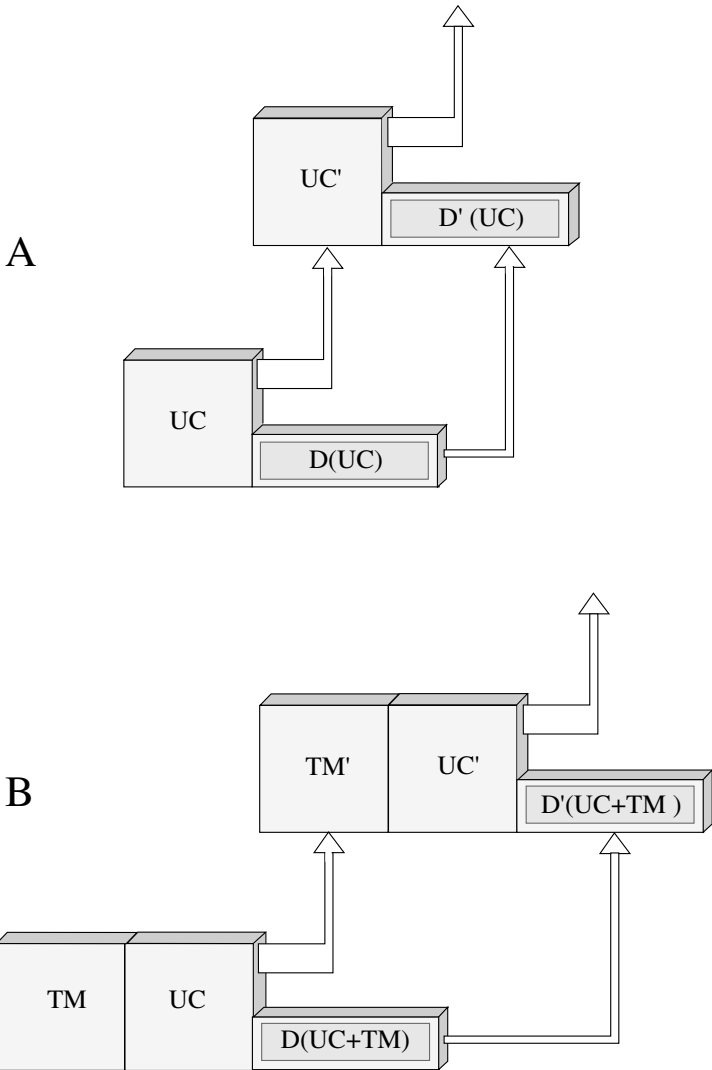 A
UC'
D' (UC)
UC
D(UC)
B
TM'
UC'
D'(UC+TM )
TM
UC
D(UC+TM)